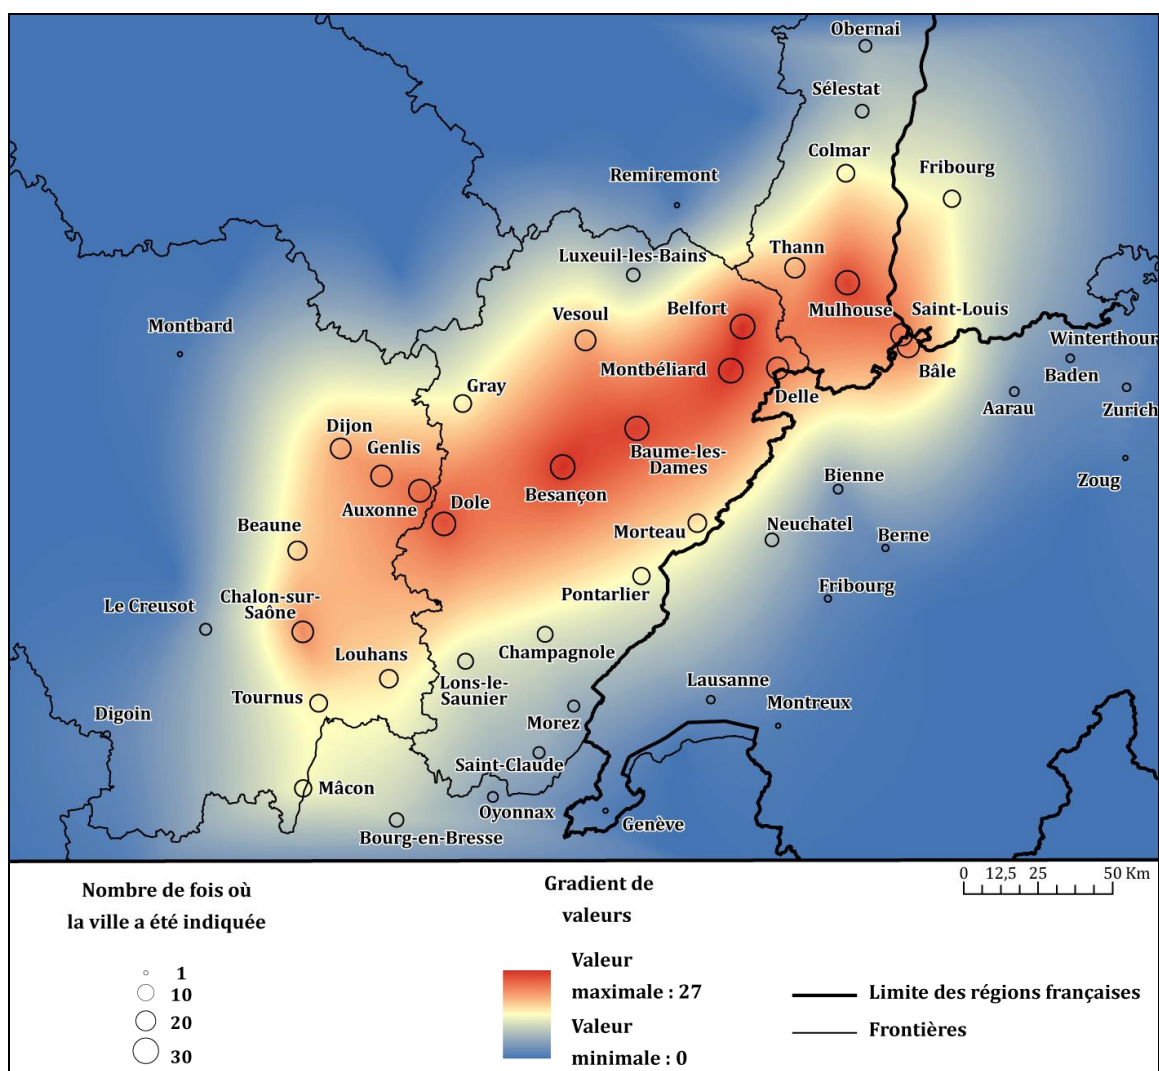 Obernai
Sélestat
Colmar
Fribourg
Remiremont
Thann
Luxeuil-les-Bains
Belfort
Mulhouse
Saint-Louis
Vesoul
Montbard
Winterthour
Montbéliard
Bâle
Baden
Gray
Delle
Aarau
Zurich
Dijon
Genlis
Baume-les-
Dames
Bienne
Zoug
Besançon
Auxonne
Dole
Beaune
Morteau
Neuchatel
Berne
Fribourg
Pontarlier
Le Creusot
Chalon-sur-
Saône
Champagnole
Louhans
Lons-le-
Saunier
Lausanne
Tournus
Montreux
Digoin
Morez
Saint-Claude
Mâcon
Oyonnax
Genève
Bourg-en-Bresse
Nombre de fois où
la ville a été indiquée
1
10
20
30
Gradient de
valeurs
Valeur
maximale : 27
Valeur
minimale : 0
0 12,5 25 50 Km
Limite des régions françaises
Frontières